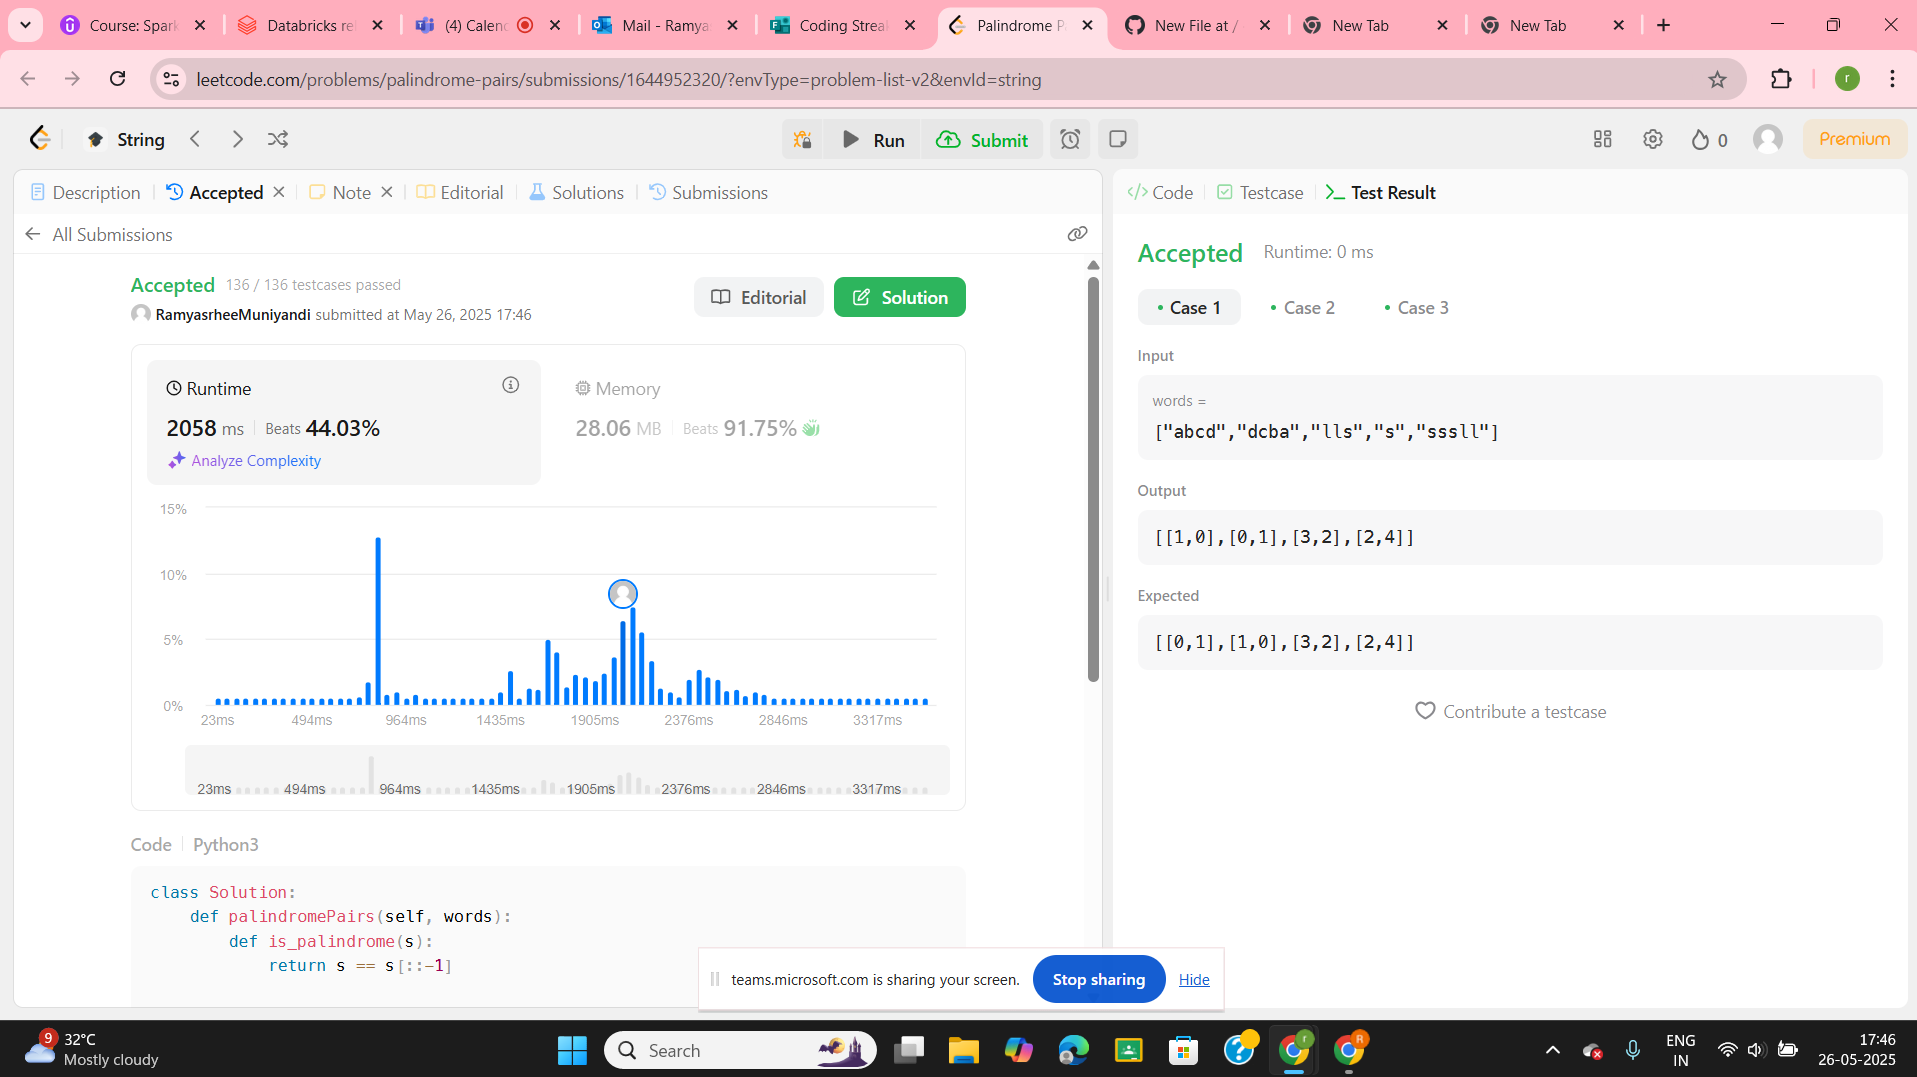 Course: Spark
Databricks rel
(4) Calenc
Mail - Ramyas
Coding Streak
Palindrome Pa
New File at /
New Tab
New Tab
leetcode.com/problems/palindrome-pairs/submissions/1644952320/?envType=problem-list-v2&envId=string
r
String
Run
Submit
0
Premium
Description
Accepted
Note
Editorial
Solutions
Submissions
Code
Testcase
Test Result
All Submissions
Accepted 136 / 136 testcases passed
RamyasrheeMuniyandi submitted at May 26, 2025 17:46
Editorial
Solution
Runtime
2058 ms Beats 44.03%
Analyze Complexity
Memory
28.06 MB Beats 91.75%
15%
10%
5%
0%
23ms 494ms 964ms 1435ms 1905ms 2376ms 2846ms 3317ms
23ms 494ms 964ms 1435ms 1905ms 2376ms 2846ms 3317ms
Code Python3
class Solution:
def palindromePairs(self, words):
def is_palindrome(s):
return s == s[::-1]
Accepted Runtime: 0 ms
Case 1 Case 2 Case 3
Input
words =
["abcd","dcba","lls","s","sssll"]
Output
[[1,0],[0,1],[3,2],[2,4]]
Expected
[[0,1],[1,0],[3,2],[2,4]]
Contribute a testcase
teams.microsoft.com is sharing your screen.
Stop sharing
Hide
9
32°C
Mostly cloudy
Search
r
R
ENG
IN
17:46
26-05-2025